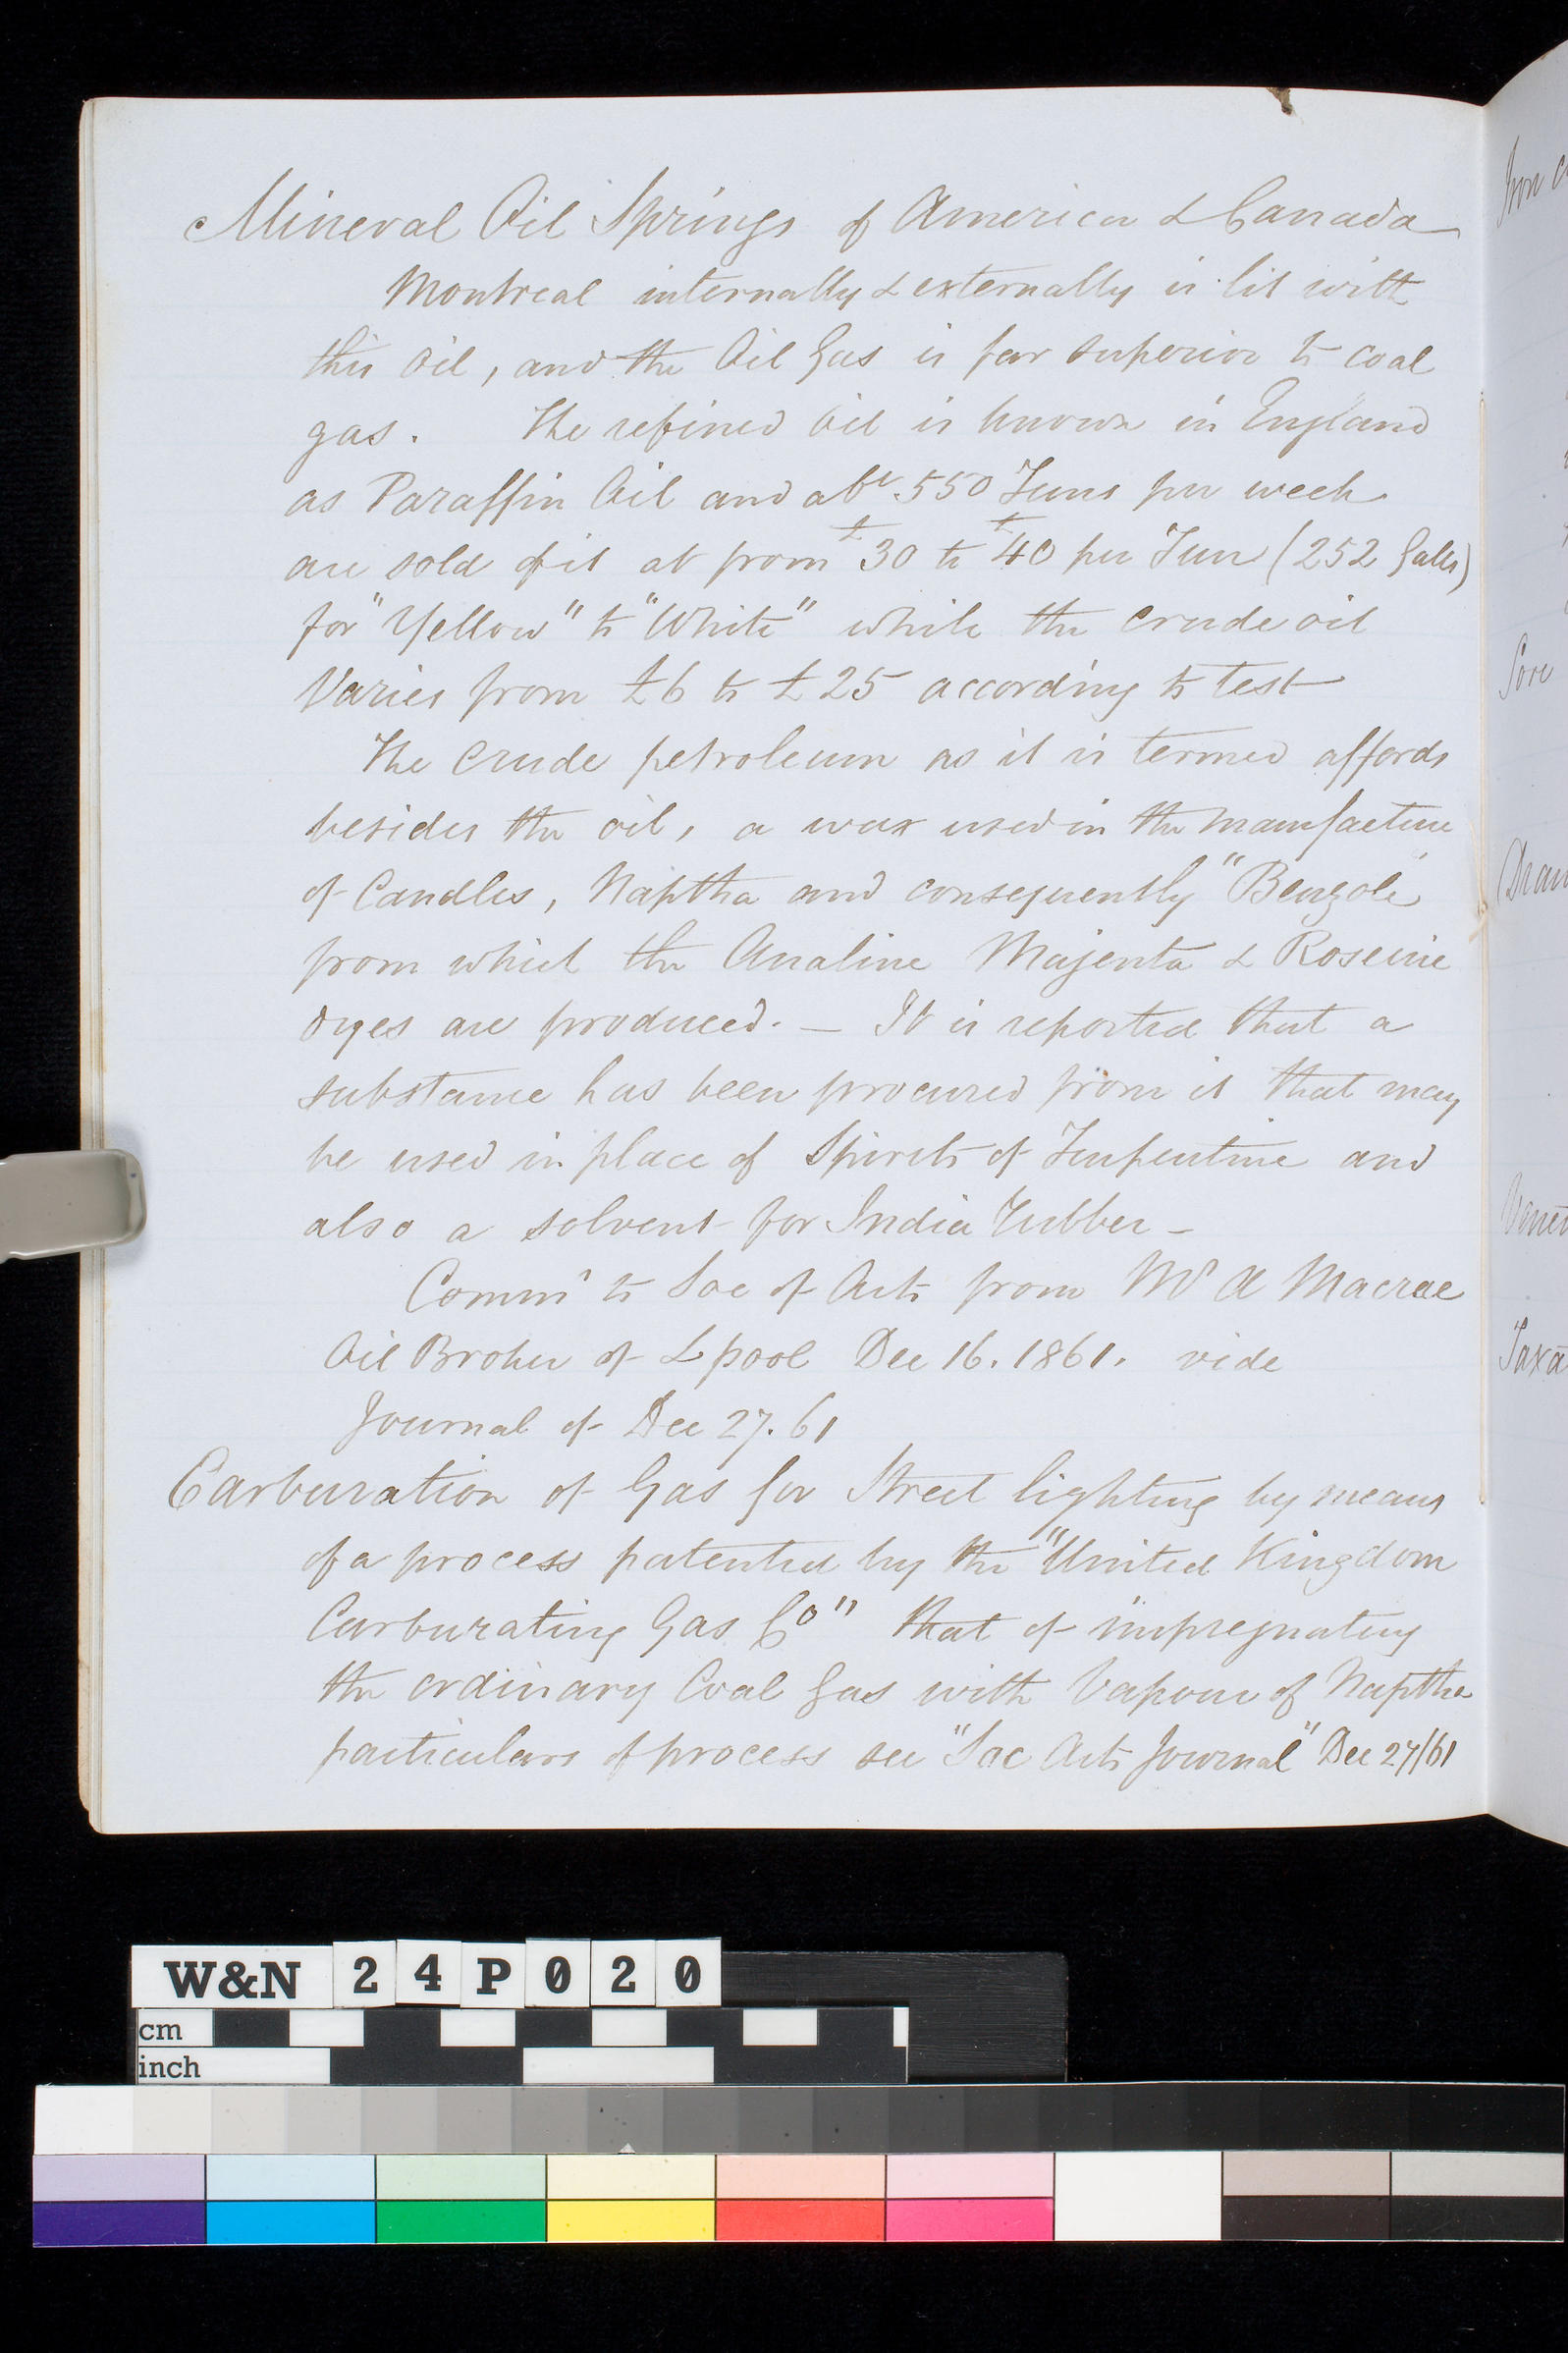 Mineral Oil Springs of America & Canada
Montreal internally & externally is lit with
this oil, and the Oil Gas is far superior to coal
gas. The refined oil is known in England
as Paraffin Oil and abt 550 Tuns per week
are sold of it at from £30 to £40 per Tun (252 Galls)
for "Yellow" to "White" while the crude oil
varies from £6 to £25 according to test
The Crude petroleum as it is termed affords
besides the oil, a wax used in the manufacture
of Candles, Naptha and consequently "Benzole"
from which the Analine Majenta & Roseine
dyes are produced. — It is reported that a
substance has been procured from it that may
be used in place of Spirits of Turpentine and
also a solvent for India Rubber —
Commd to Soc of Arts from Mr A Macrae
Oil Broker of Lpool Dec 16. 1861. vide
Journal of Dec 27. 61
Carburation of Gas for Street lighting by means
of a process patented by the "United Kingdom
Carburating Gas Co" that of impregnating
the ordinary Coal Gas with Vapour of Naptha
particulars of process see "Soc Arts Journal" Dec 27/61
Iron
Sore
Taxa
W&N 24P020
cm
inch